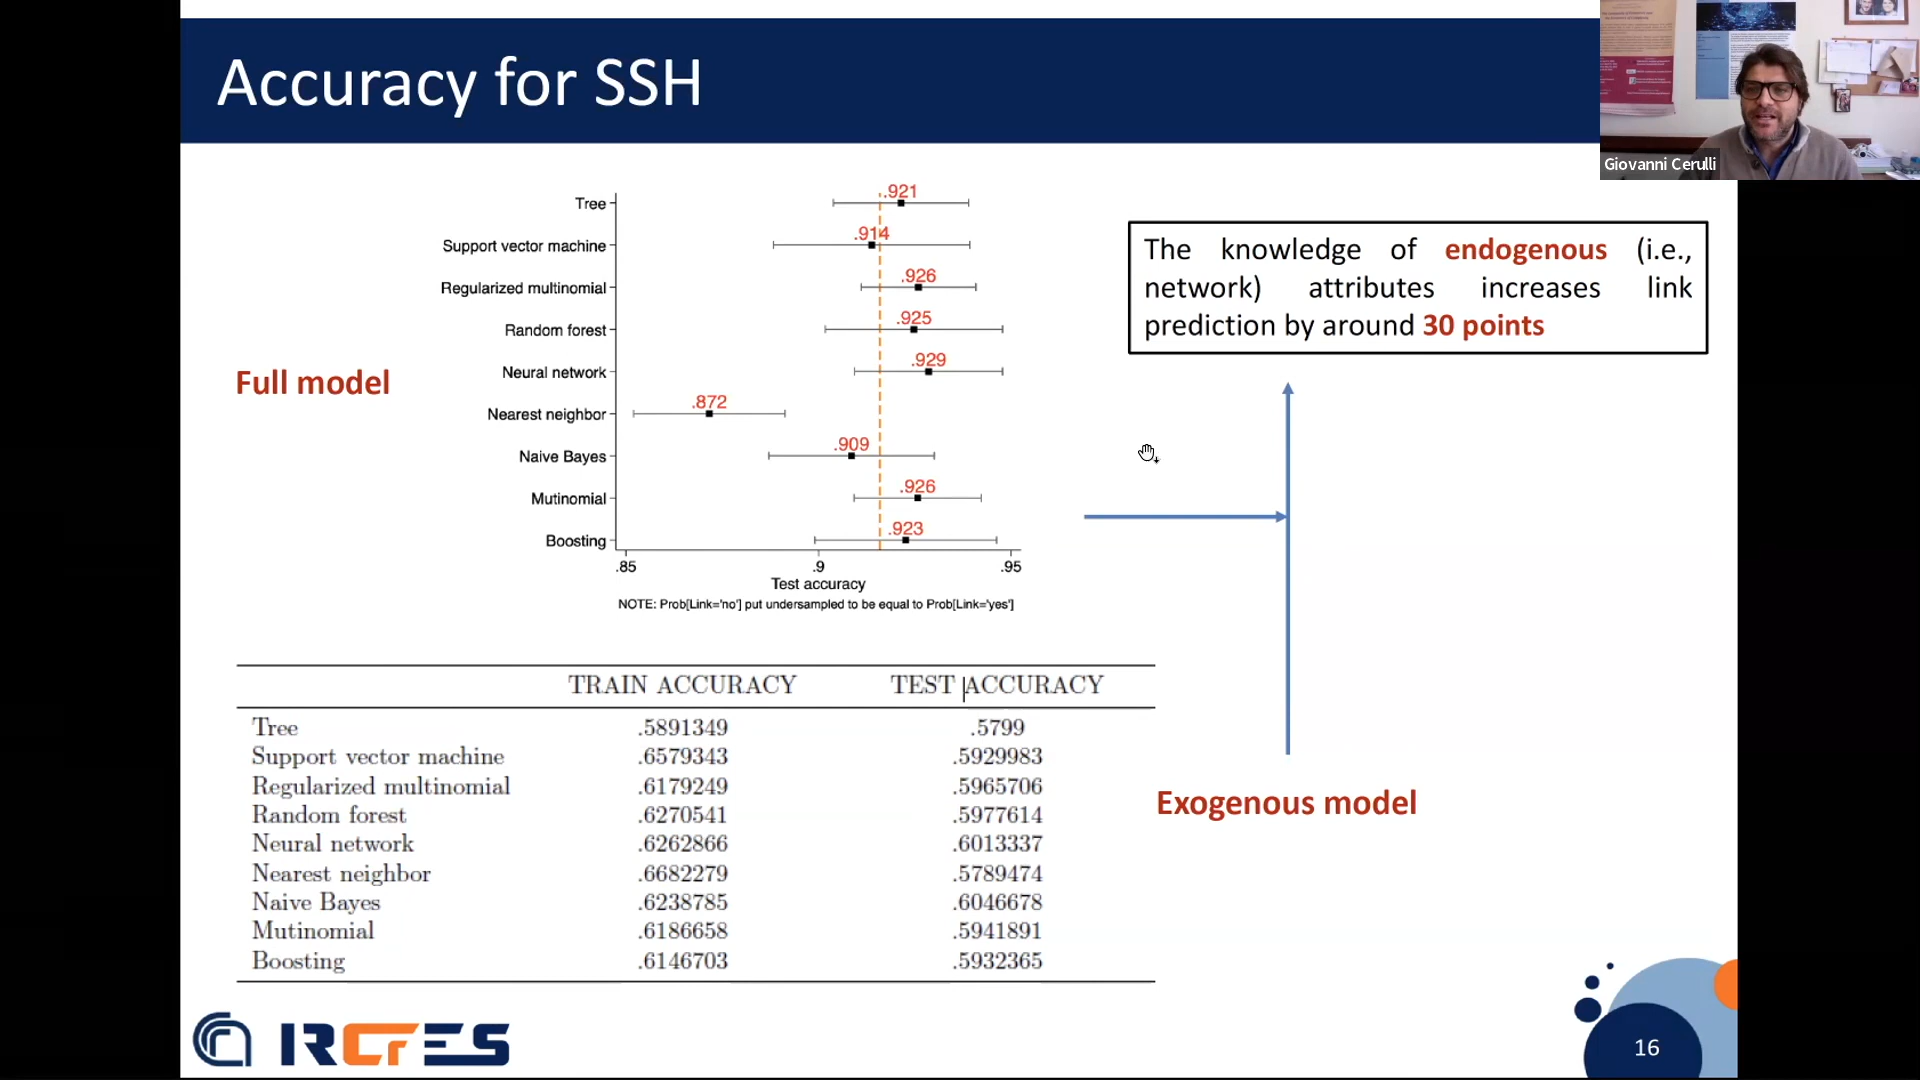 Accuracy for SSH
Giovanni Cerulli
Tree
.921
Support vector machine
.914
Regularized multinomial
.926
Random forest
.925
Neural network
.929
Nearest neighbor
.872
Naive Bayes
.909
Mutinomial
.926
Boosting
.923
.85 .9 .95
Test accuracy
NOTE: Prob[Link='no'] put undersampled to be equal to Prob[Link='yes']
Full model
The knowledge of endogenous (i.e.,
network) attributes increases link
prediction by around 30 points
TRAIN ACCURACY TEST ACCURACY
Tree .5891349 .5799
Support vector machine .6579343 .5929983
Regularized multinomial .6179249 .5965706
Random forest .6270541 .5977614
Neural network .6262866 .6013337
Nearest neighbor .6682279 .5789474
Naive Bayes .6238785 .6046678
Mutinomial .6186658 .5941891
Boosting .6146703 .5932365
Exogenous model
IRCrES
16